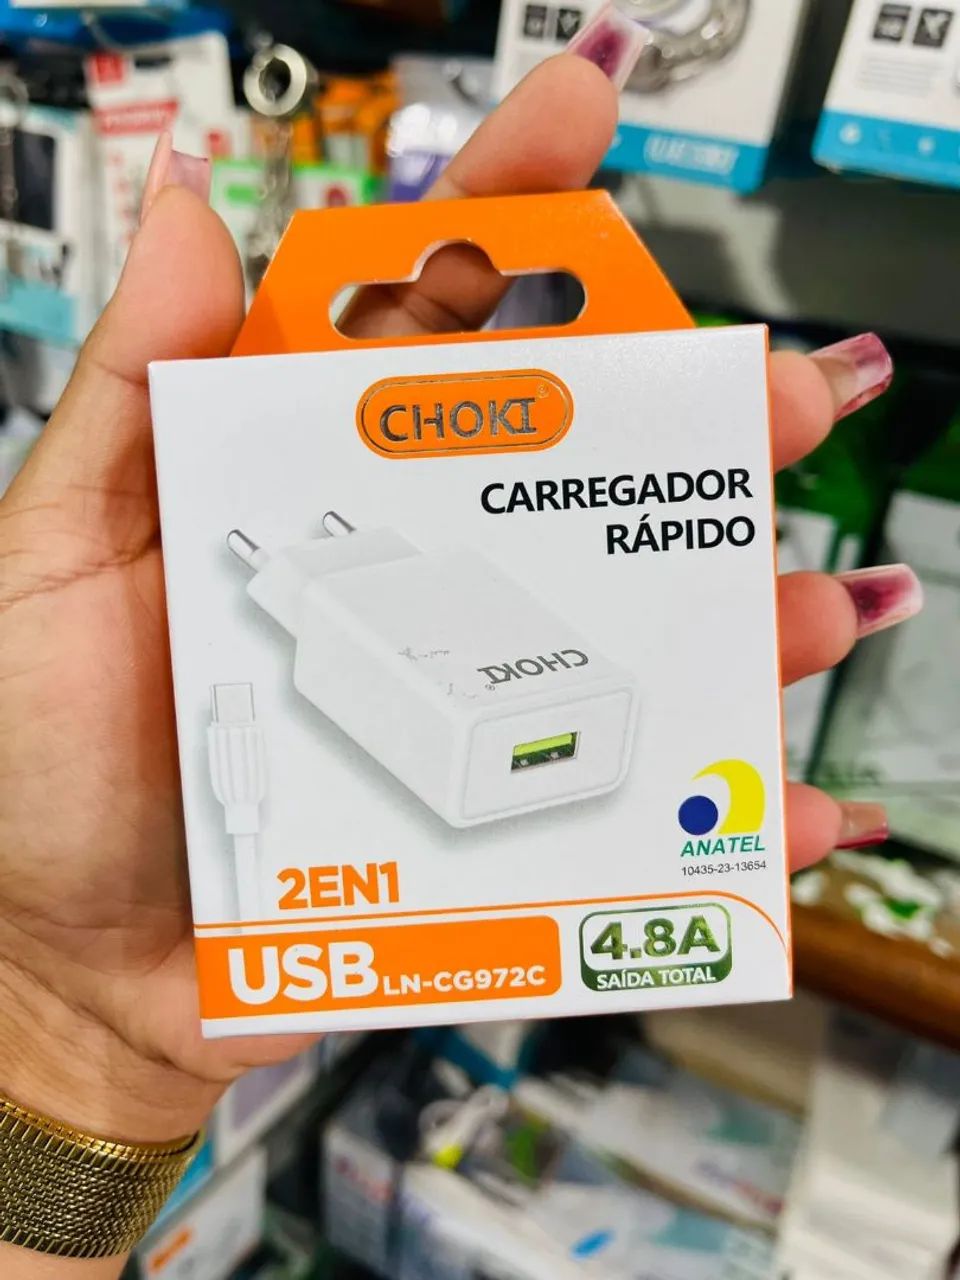 CHOKI®
CARREGADOR
RÁPIDO
CHOKI®
ANATEL
10435-23-13654
2EN1
USB LN-CG972C
4.8A
SAÍDA TOTAL